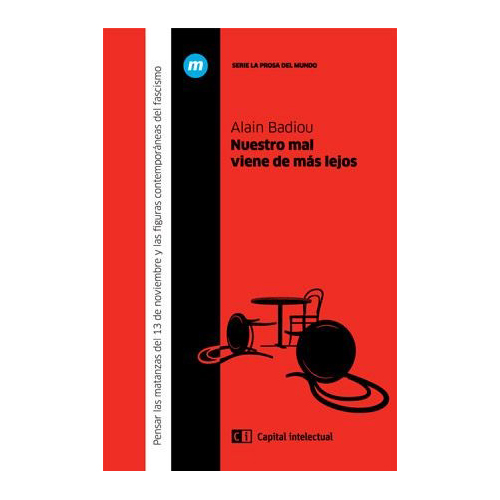 m
SERIE LA PROSA DEL MUNDO
Alain Badiou
Nuestro mal
viene de más lejos
Pensar las matanzas del 13 de noviembre y las figuras contemporáneas del fascismo
Ci Capital intelectual